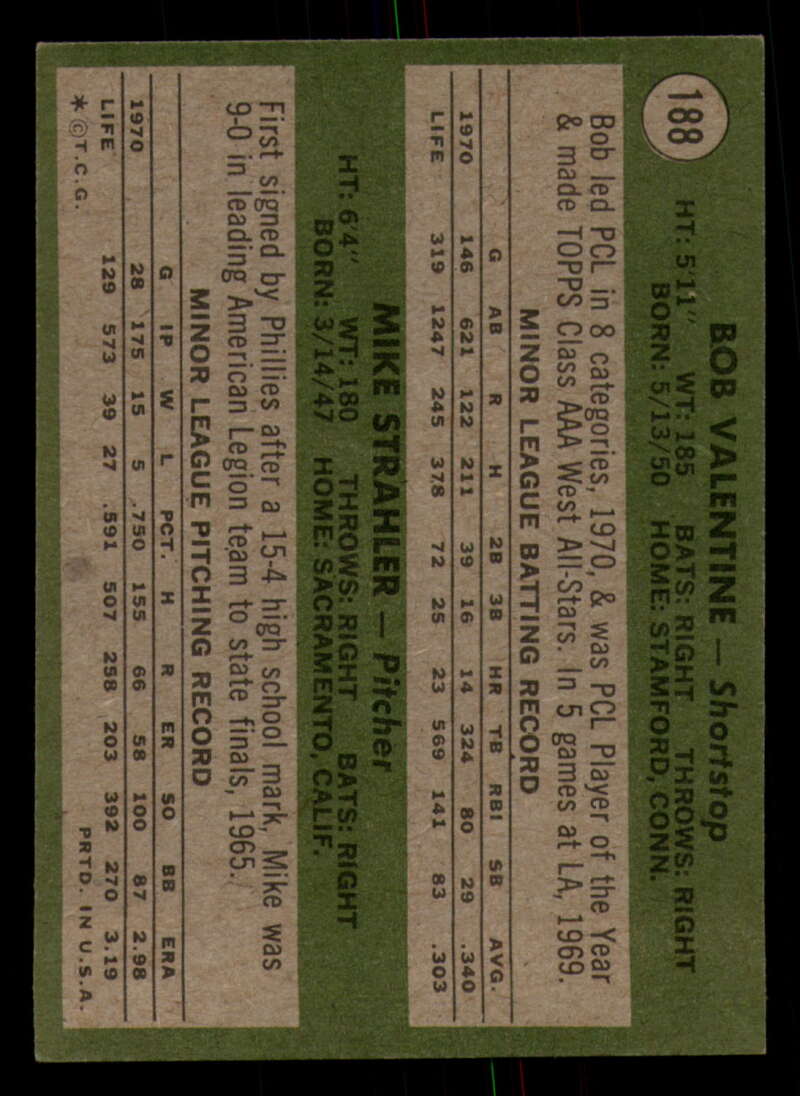 188
BOB VALENTINE — Shortstop
HT: 5'11" WT: 185 BATS: RIGHT THROWS: RIGHT
BORN: 5/13/50 HOME: STAMFORD, CONN.
Bob led PCL in 8 categories, 1970, & was PCL Player of the Year
& made TOPPS Class AAA West All-Stars. In 5 games at LA, 1969.
MINOR LEAGUE BATTING RECORD
G AB R H 2B 3B HR TB RBI SB AVG.
1970 146 621 122 211 39 16 14 324 80 29 .340
LIFE 319 1247 245 378 72 25 23 569 141 83 .303
MIKE STRAHLER — Pitcher
HT: 6'4" WT: 180 THROWS: RIGHT BATS: RIGHT
BORN: 3/14/47 HOME: SACRAMENTO, CALIF.
First signed by Phillies after a 15-4 high school mark, Mike was
9-0 in leading American Legion team to state finals, 1965.
MINOR LEAGUE PITCHING RECORD
G IP W L PCT. H R ER SO BB ERA
1970 28 175 15 5 .750 155 66 58 100 87 2.98
LIFE 129 573 39 27 .591 507 258 203 392 270 3.19
* © T.C.G. PRTD. IN U.S.A.